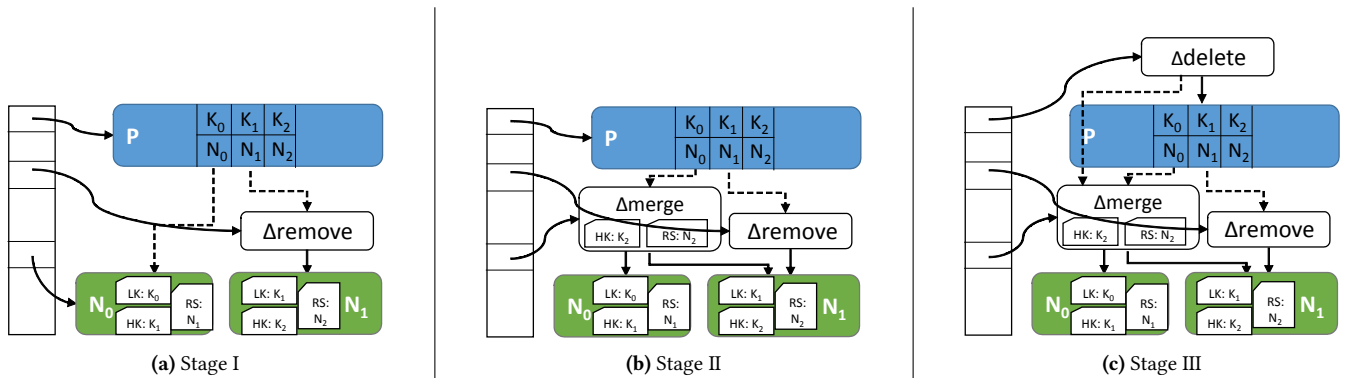 P
K₀ K₁ K₂
N₀ N₁ N₂
Δremove
N₀
LK: K₀
HK: K₁
RS: N₁
LK: K₁
HK: K₂
RS: N₂
N₁
(a) Stage I
P
K₀ K₁ K₂
N₀ N₁ N₂
Δmerge
HK: K₂
RS: N₂
Δremove
N₀
LK: K₀
HK: K₁
RS: N₁
LK: K₁
HK: K₂
RS: N₂
N₁
(b) Stage II
Δdelete
P
K₀ K₁ K₂
N₀ N₁ N₂
Δmerge
HK: K₂
RS: N₂
Δremove
N₀
LK: K₀
HK: K₁
RS: N₁
LK: K₁
HK: K₂
RS: N₂
N₁
(c) Stage III